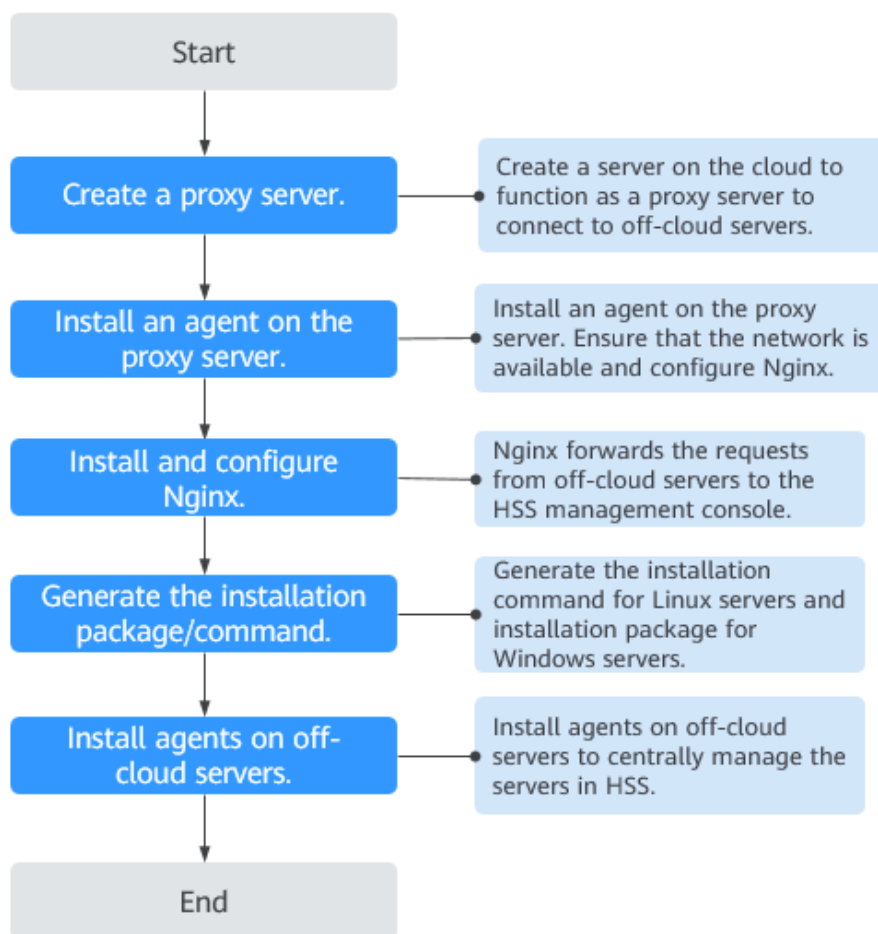 Start
Create a proxy server.
Create a server on the cloud to
function as a proxy server to
connect to off-cloud servers.
Install an agent on the
proxy server.
Install an agent on the proxy
server. Ensure that the network is
available and configure Nginx.
Install and configure
Nginx.
Nginx forwards the requests
from off-cloud servers to the
HSS management console.
Generate the installation
package/command.
Generate the installation
command for Linux servers and
installation package for
Windows servers.
Install agents on off-
cloud servers.
Install agents on off-cloud
servers to centrally manage the
servers in HSS.
End